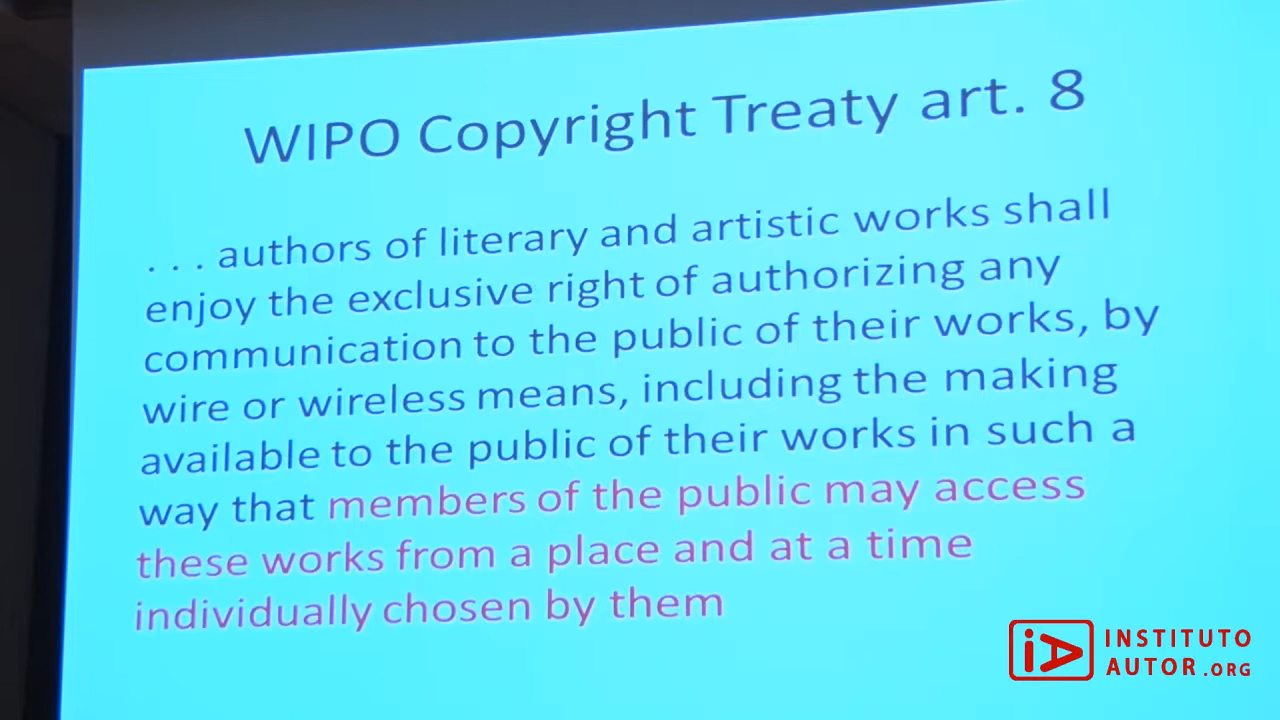 WIPO Copyright Treaty art. 8
. . . authors of literary and artistic works shall
enjoy the exclusive right of authorizing any
communication to the public of their works, by
wire or wireless means, including the making
available to the public of their works in such a
way that members of the public may access
these works from a place and at a time
individually chosen by them
iA INSTITUTO
AUTOR.ORG